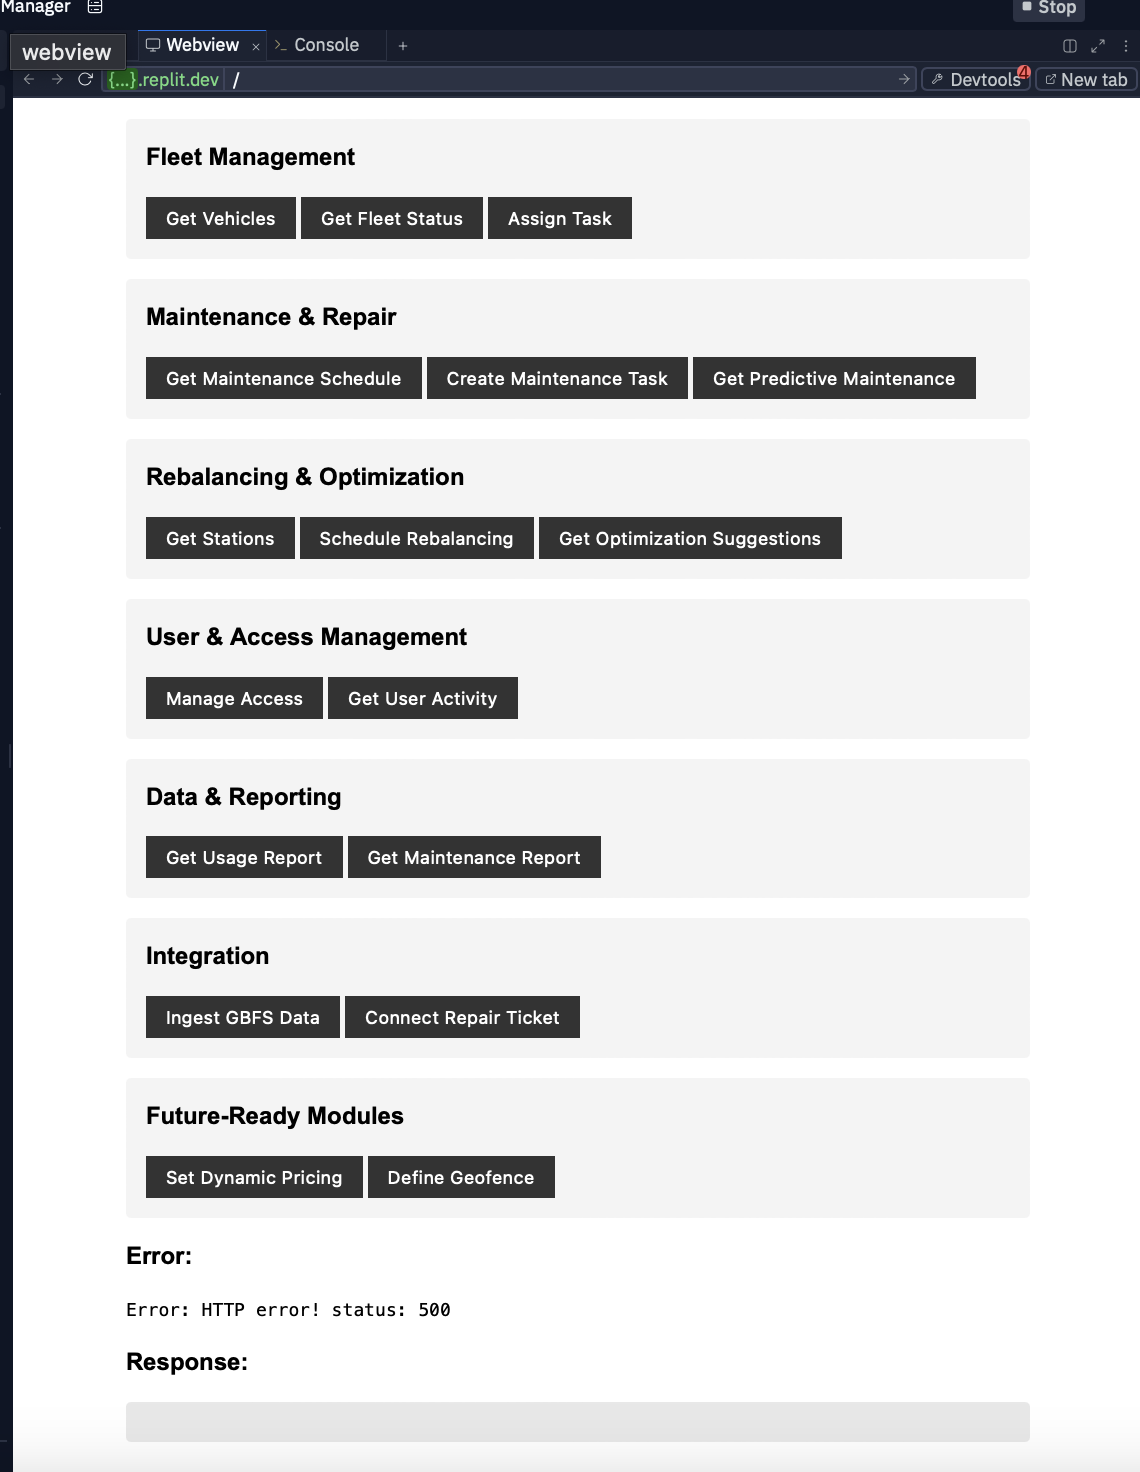 Manager
Stop
webview
Webview × >_ Console +
{...}.replit.dev /
Devtools 4 New tab
Fleet Management
Get Vehicles Get Fleet Status Assign Task
Maintenance & Repair
Get Maintenance Schedule Create Maintenance Task Get Predictive Maintenance
Rebalancing & Optimization
Get Stations Schedule Rebalancing Get Optimization Suggestions
User & Access Management
Manage Access Get User Activity
Data & Reporting
Get Usage Report Get Maintenance Report
Integration
Ingest GBFS Data Connect Repair Ticket
Future-Ready Modules
Set Dynamic Pricing Define Geofence
Error:
Error: HTTP error! status: 500
Response: